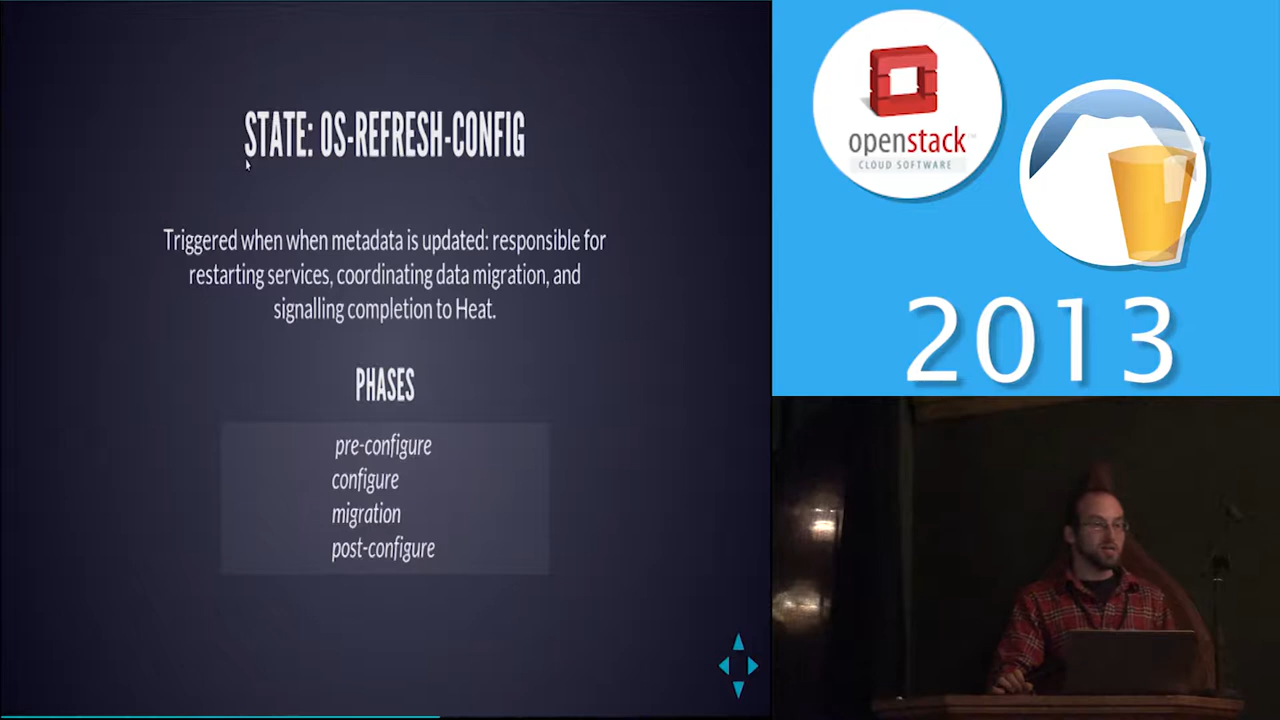 STATE: OS-REFRESH-CONFIG
Triggered when when metadata is updated: responsible for
restarting services, coordinating data migration, and
signalling completion to Heat.
PHASES
pre-configure
configure
migration
post-configure
openstack
CLOUD SOFTWARE
2013